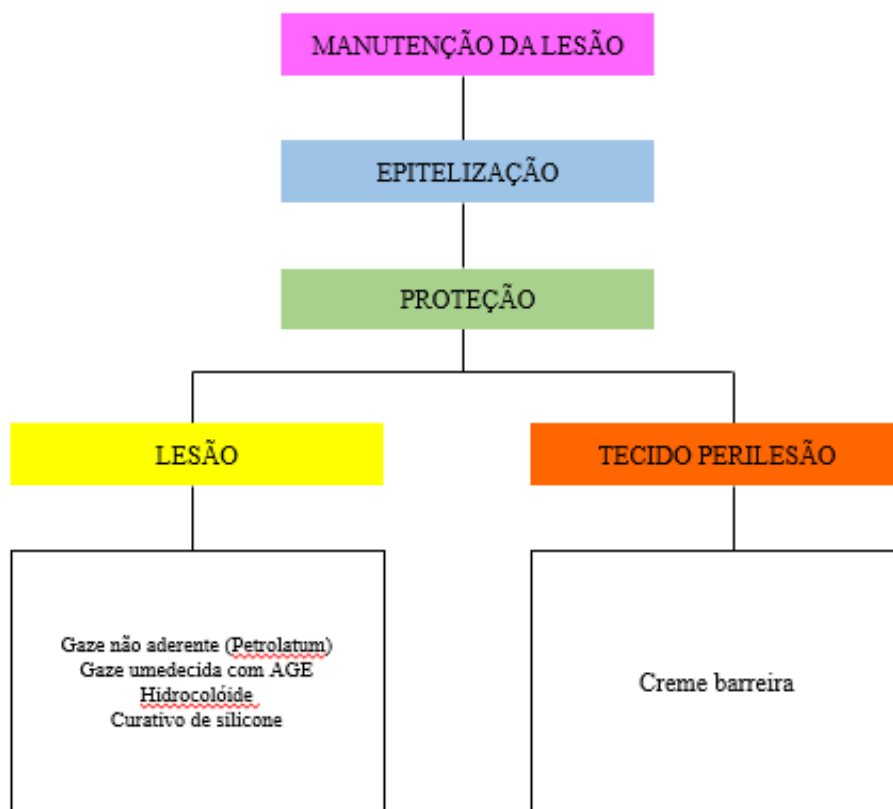 MANUTENÇÃO DA LESÃO
EPITELIZAÇÃO
PROTEÇÃO
LESÃO
TECIDO PERILESÃO
Gaze não aderente (Petrolatum)
Gaze umedecida com AGE
Hidrocolóide
Curativo de silicone
Creme barreira